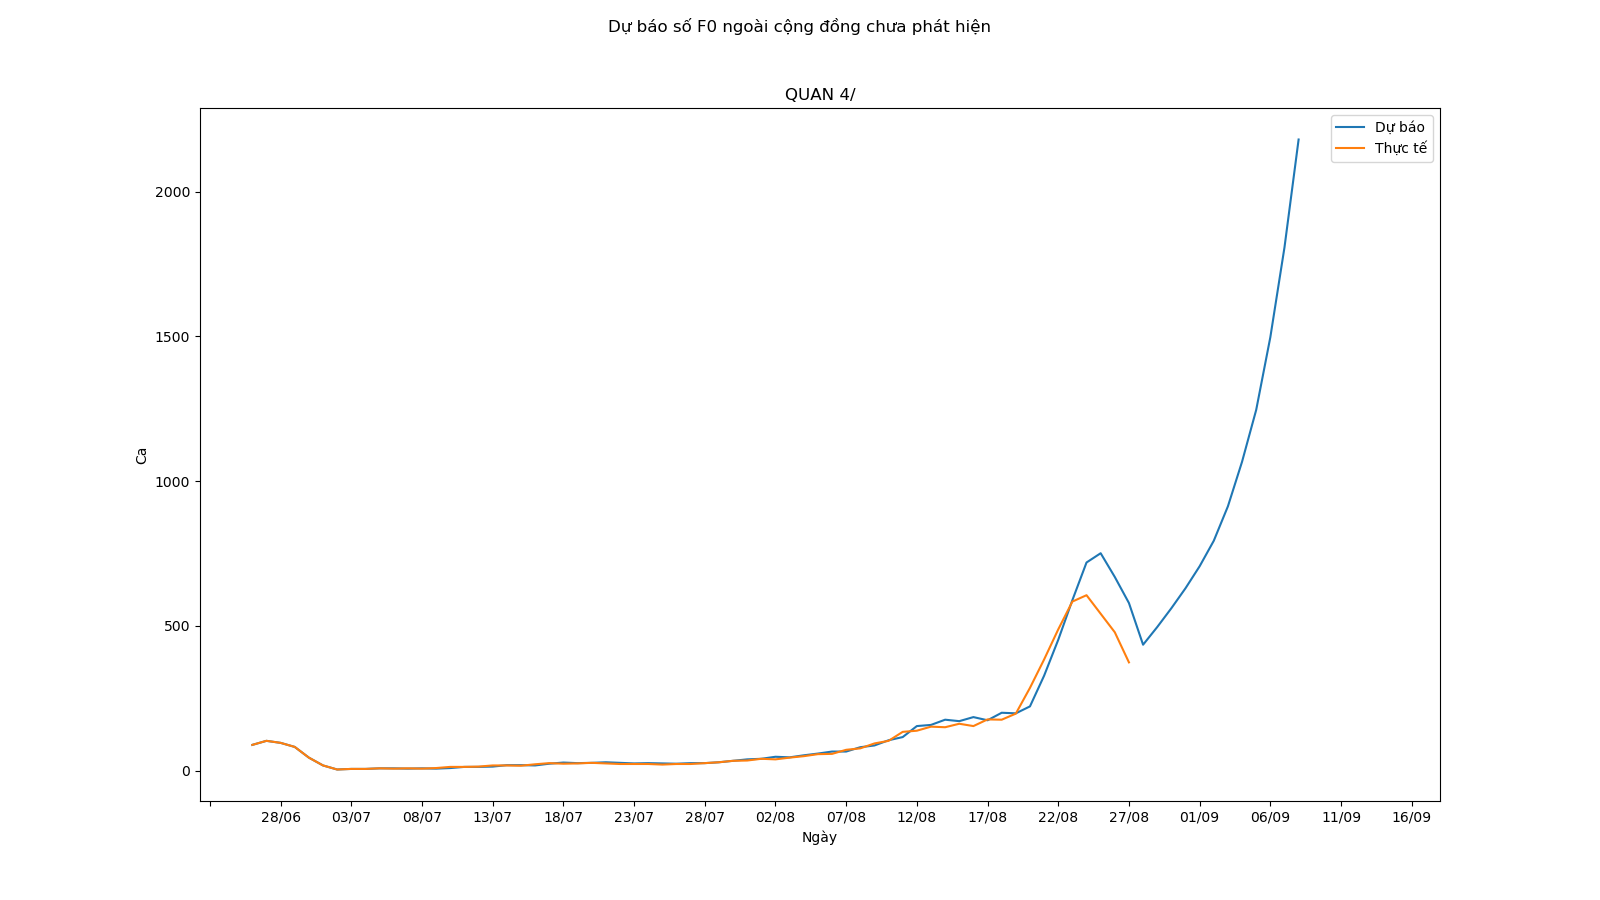 Dự báo số F0 ngoài cộng đồng chưa phát hiện
QUAN 4/
Dự báo
Thực tế
2000
1500
1000
500
0
Ca
28/06 03/07 08/07 13/07 18/07 23/07 28/07 02/08 07/08 12/08 17/08 22/08 27/08 01/09 06/09 11/09 16/09
Ngày